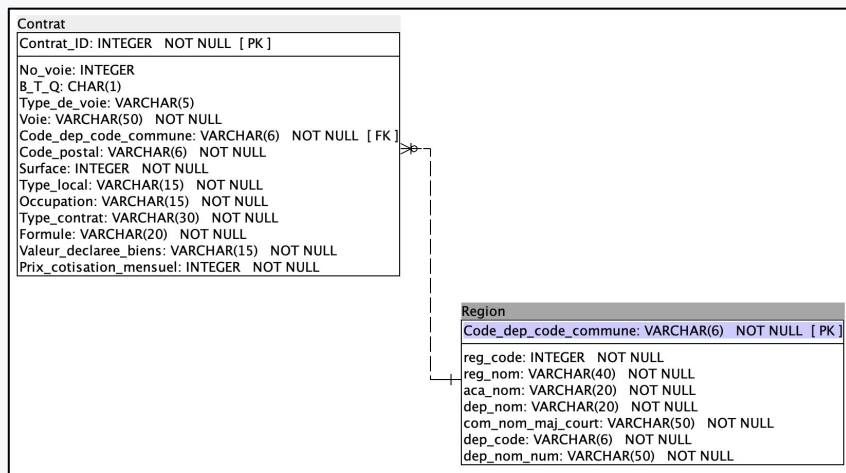 Contrat
Contrat_ID: INTEGER NOT NULL [ PK ]
No_voie: INTEGER
B_T_Q: CHAR(1)
Type_de_voie: VARCHAR(5)
Voie: VARCHAR(50) NOT NULL
Code_dep_code_commune: VARCHAR(6) NOT NULL [ FK ]
Code_postal: VARCHAR(6) NOT NULL
Surface: INTEGER NOT NULL
Type_local: VARCHAR(15) NOT NULL
Occupation: VARCHAR(15) NOT NULL
Type_contrat: VARCHAR(30) NOT NULL
Formule: VARCHAR(20) NOT NULL
Valeur_declaree_biens: VARCHAR(15) NOT NULL
Prix_cotisation_mensuel: INTEGER NOT NULL
Region
Code_dep_code_commune: VARCHAR(6) NOT NULL [ PK ]
reg_code: INTEGER NOT NULL
reg_nom: VARCHAR(40) NOT NULL
aca_nom: VARCHAR(20) NOT NULL
dep_nom: VARCHAR(20) NOT NULL
com_nom_maj_court: VARCHAR(50) NOT NULL
dep_code: VARCHAR(6) NOT NULL
dep_nom_num: VARCHAR(50) NOT NULL